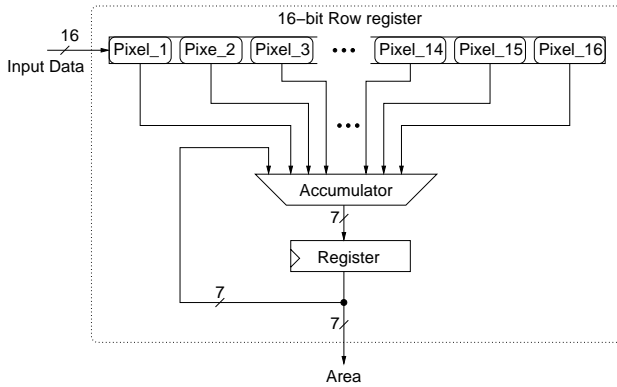 16–bit Row register
16
Input Data
Pixel_1 Pixe_2 Pixel_3 ••• Pixel_14 Pixel_15 Pixel_16
•••
Accumulator
7
Register
7
7
Area